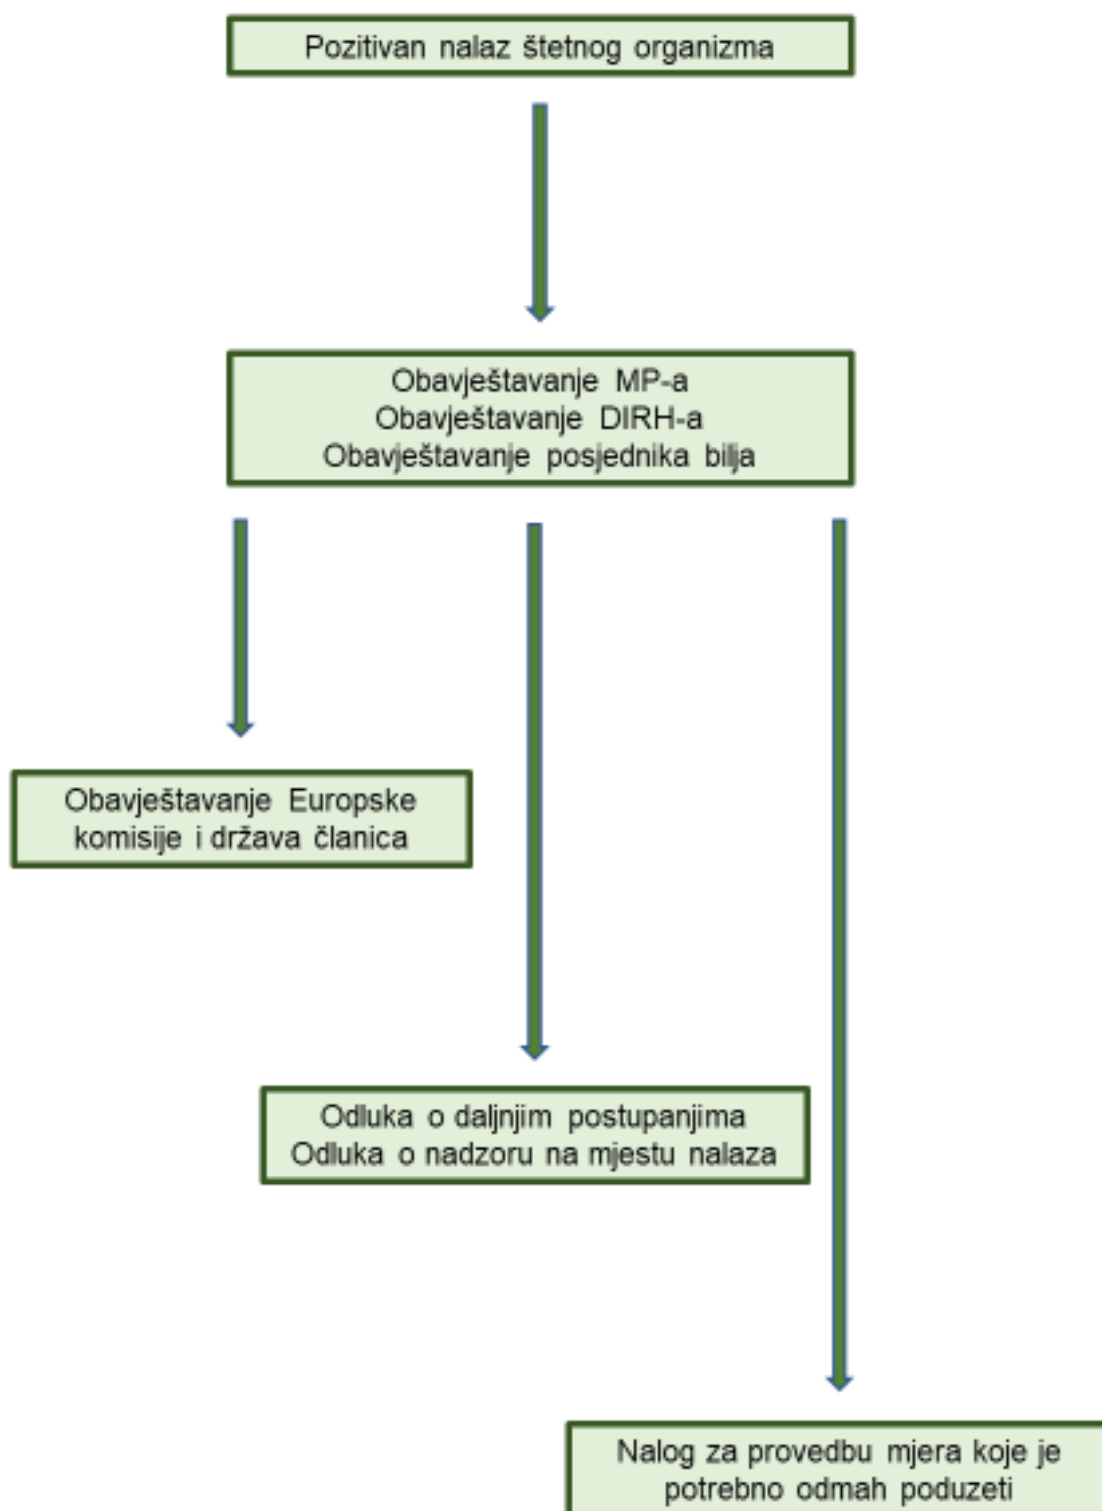 Pozitivan nalaz štetnog organizma
Obavještavanje MP-a
Obavještavanje DIRH-a
Obavještavanje posjednika bilja
Obavještavanje Europske
komisije i država članica
Odluka o daljnjim postupanjima
Odluka o nadzoru na mjestu nalaza
Nalog za provedbu mjera koje je
potrebno odmah poduzeti